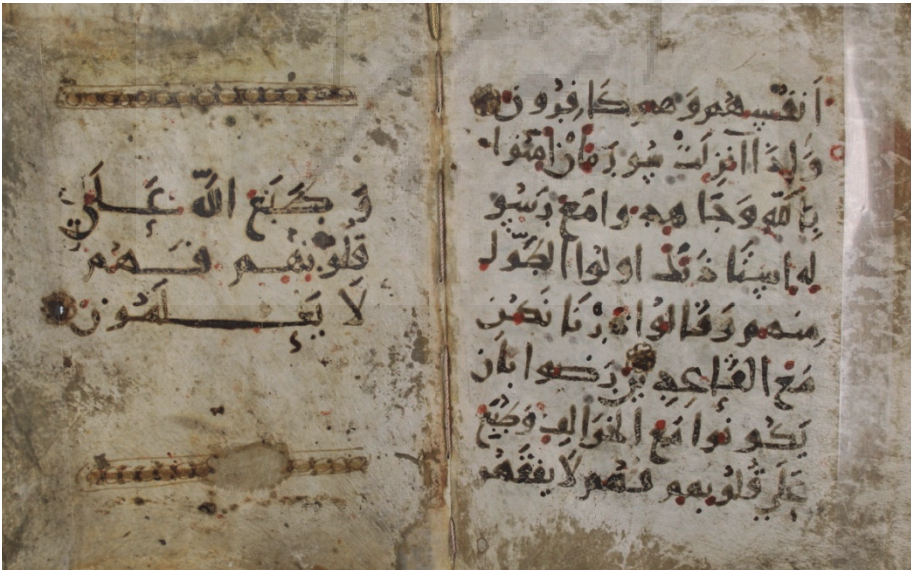 أنفسهم وهم كافرون
وإذا أنزلت سورة أن آمنوا
بالله وجاهدوا مع رسو
له استأذنك أولوا الطول
منهم وقالوا ذرنا نكن
مع القاعدين رضوا بأن
يكونوا مع الخوالف وطبع
على قلوبهم فهم لا يفقهو
وطبع الله على
قلوبهم فهم
لا يعلمون